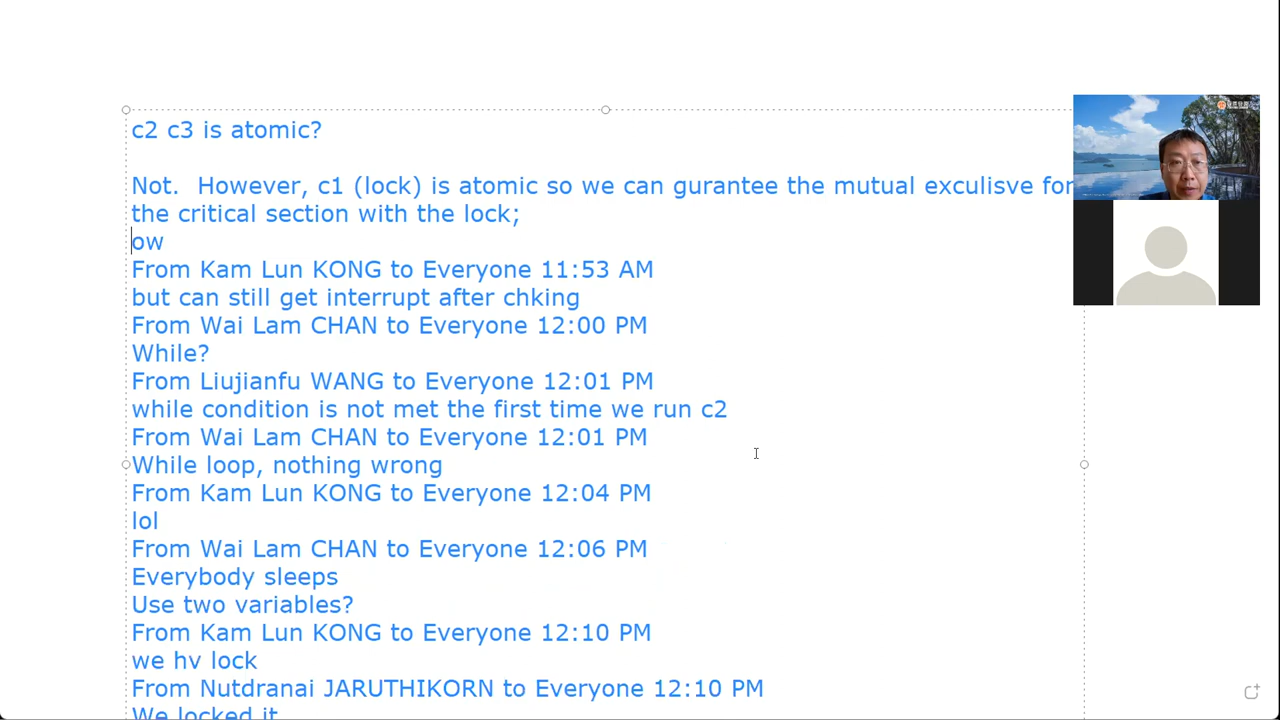 c2 c3 is atomic?
Not.  However, c1 (lock) is atomic so we can gurantee the mutual exculisve for
the critical section with the lock;
ow
From Kam Lun KONG to Everyone 11:53 AM
but can still get interrupt after chking
From Wai Lam CHAN to Everyone 12:00 PM
While?
From Liujianfu WANG to Everyone 12:01 PM
while condition is not met the first time we run c2
From Wai Lam CHAN to Everyone 12:01 PM
While loop, nothing wrong
From Kam Lun KONG to Everyone 12:04 PM
lol
From Wai Lam CHAN to Everyone 12:06 PM
Everybody sleeps
Use two variables?
From Kam Lun KONG to Everyone 12:10 PM
we hv lock
From Nutdranai JARUTHIKORN to Everyone 12:10 PM
We locked it